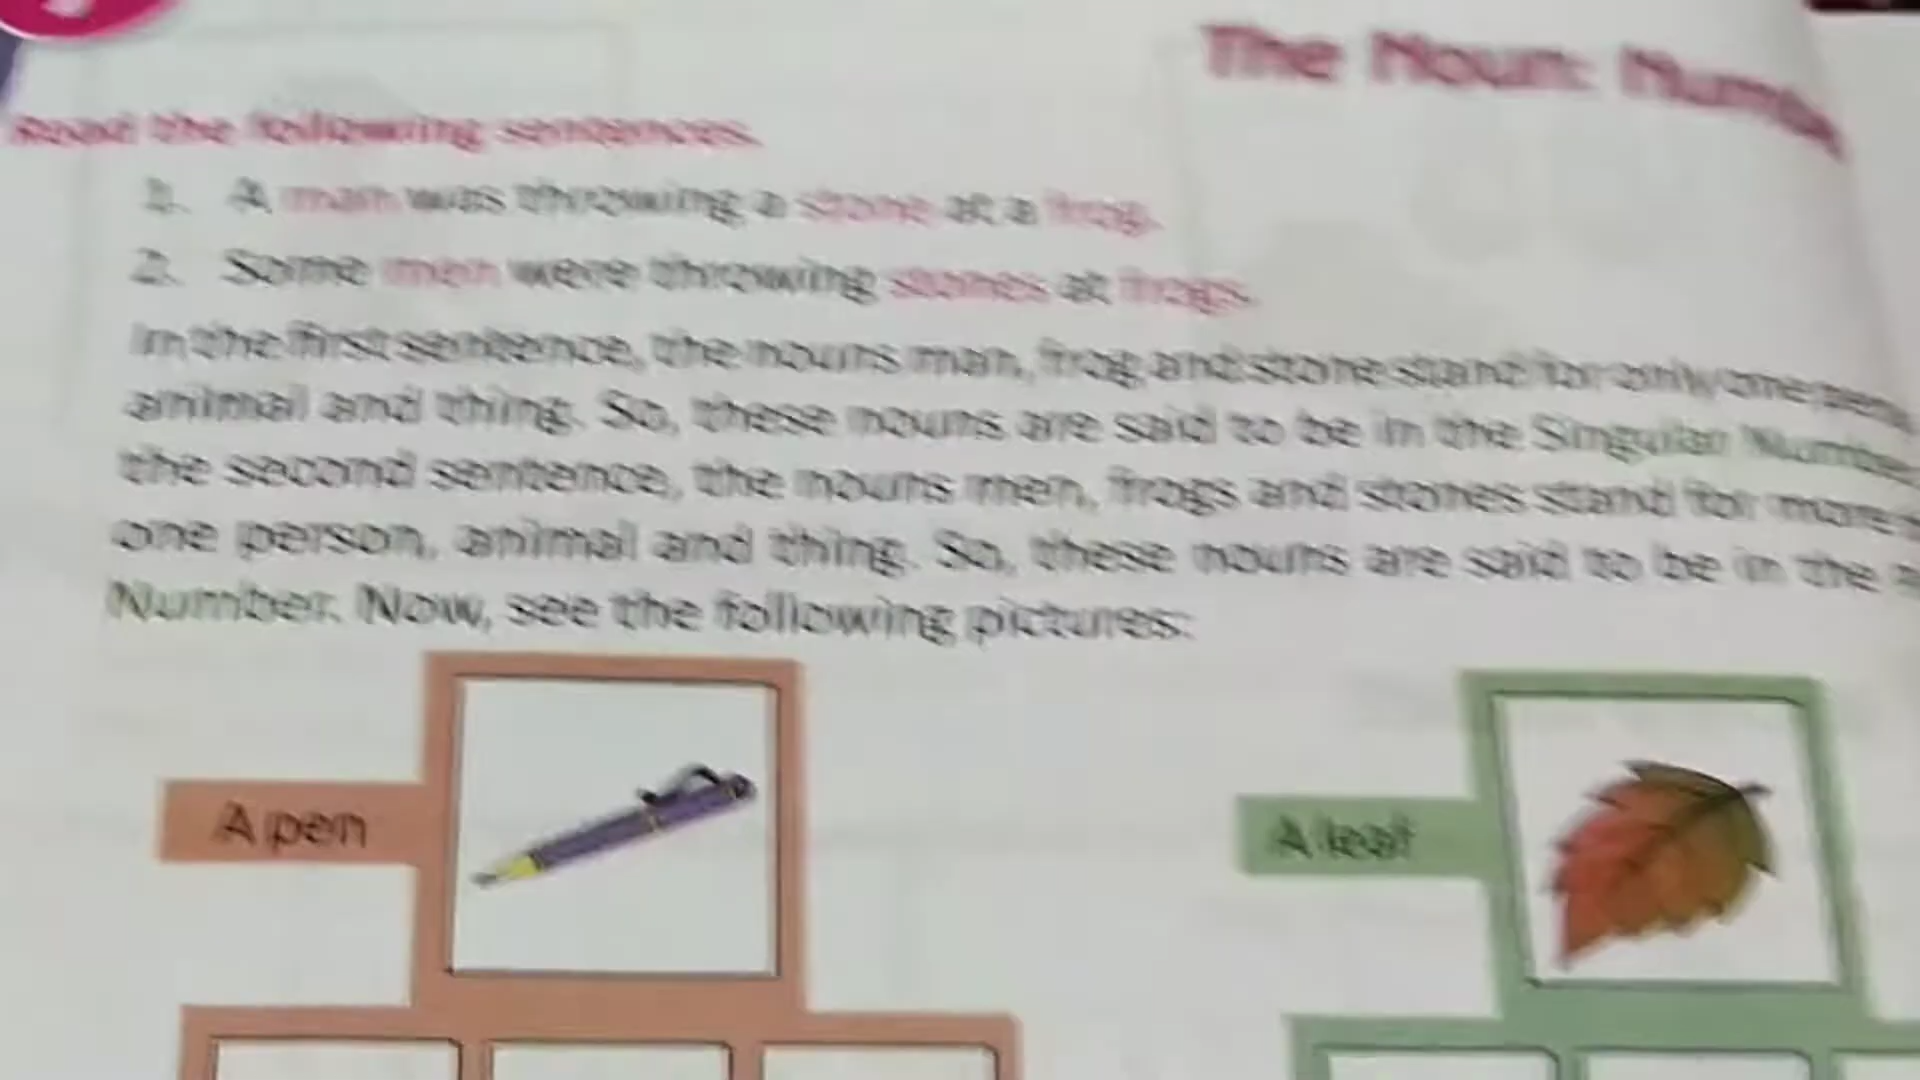 The Noun: Numb
Read the following sentences.
1. A man was throwing a stone at a frog.
2. Some men were throwing stones at frogs.
In the first sentence, the nouns man, frog and stone stand for only one
animal and thing. So, these nouns are said to be in the Singular
the second sentence, the nouns men, frogs and stones stand for more
one person, animal and thing. So, these nouns are said to be in the
Number. Now, see the following pictures:
A pen
A leaf